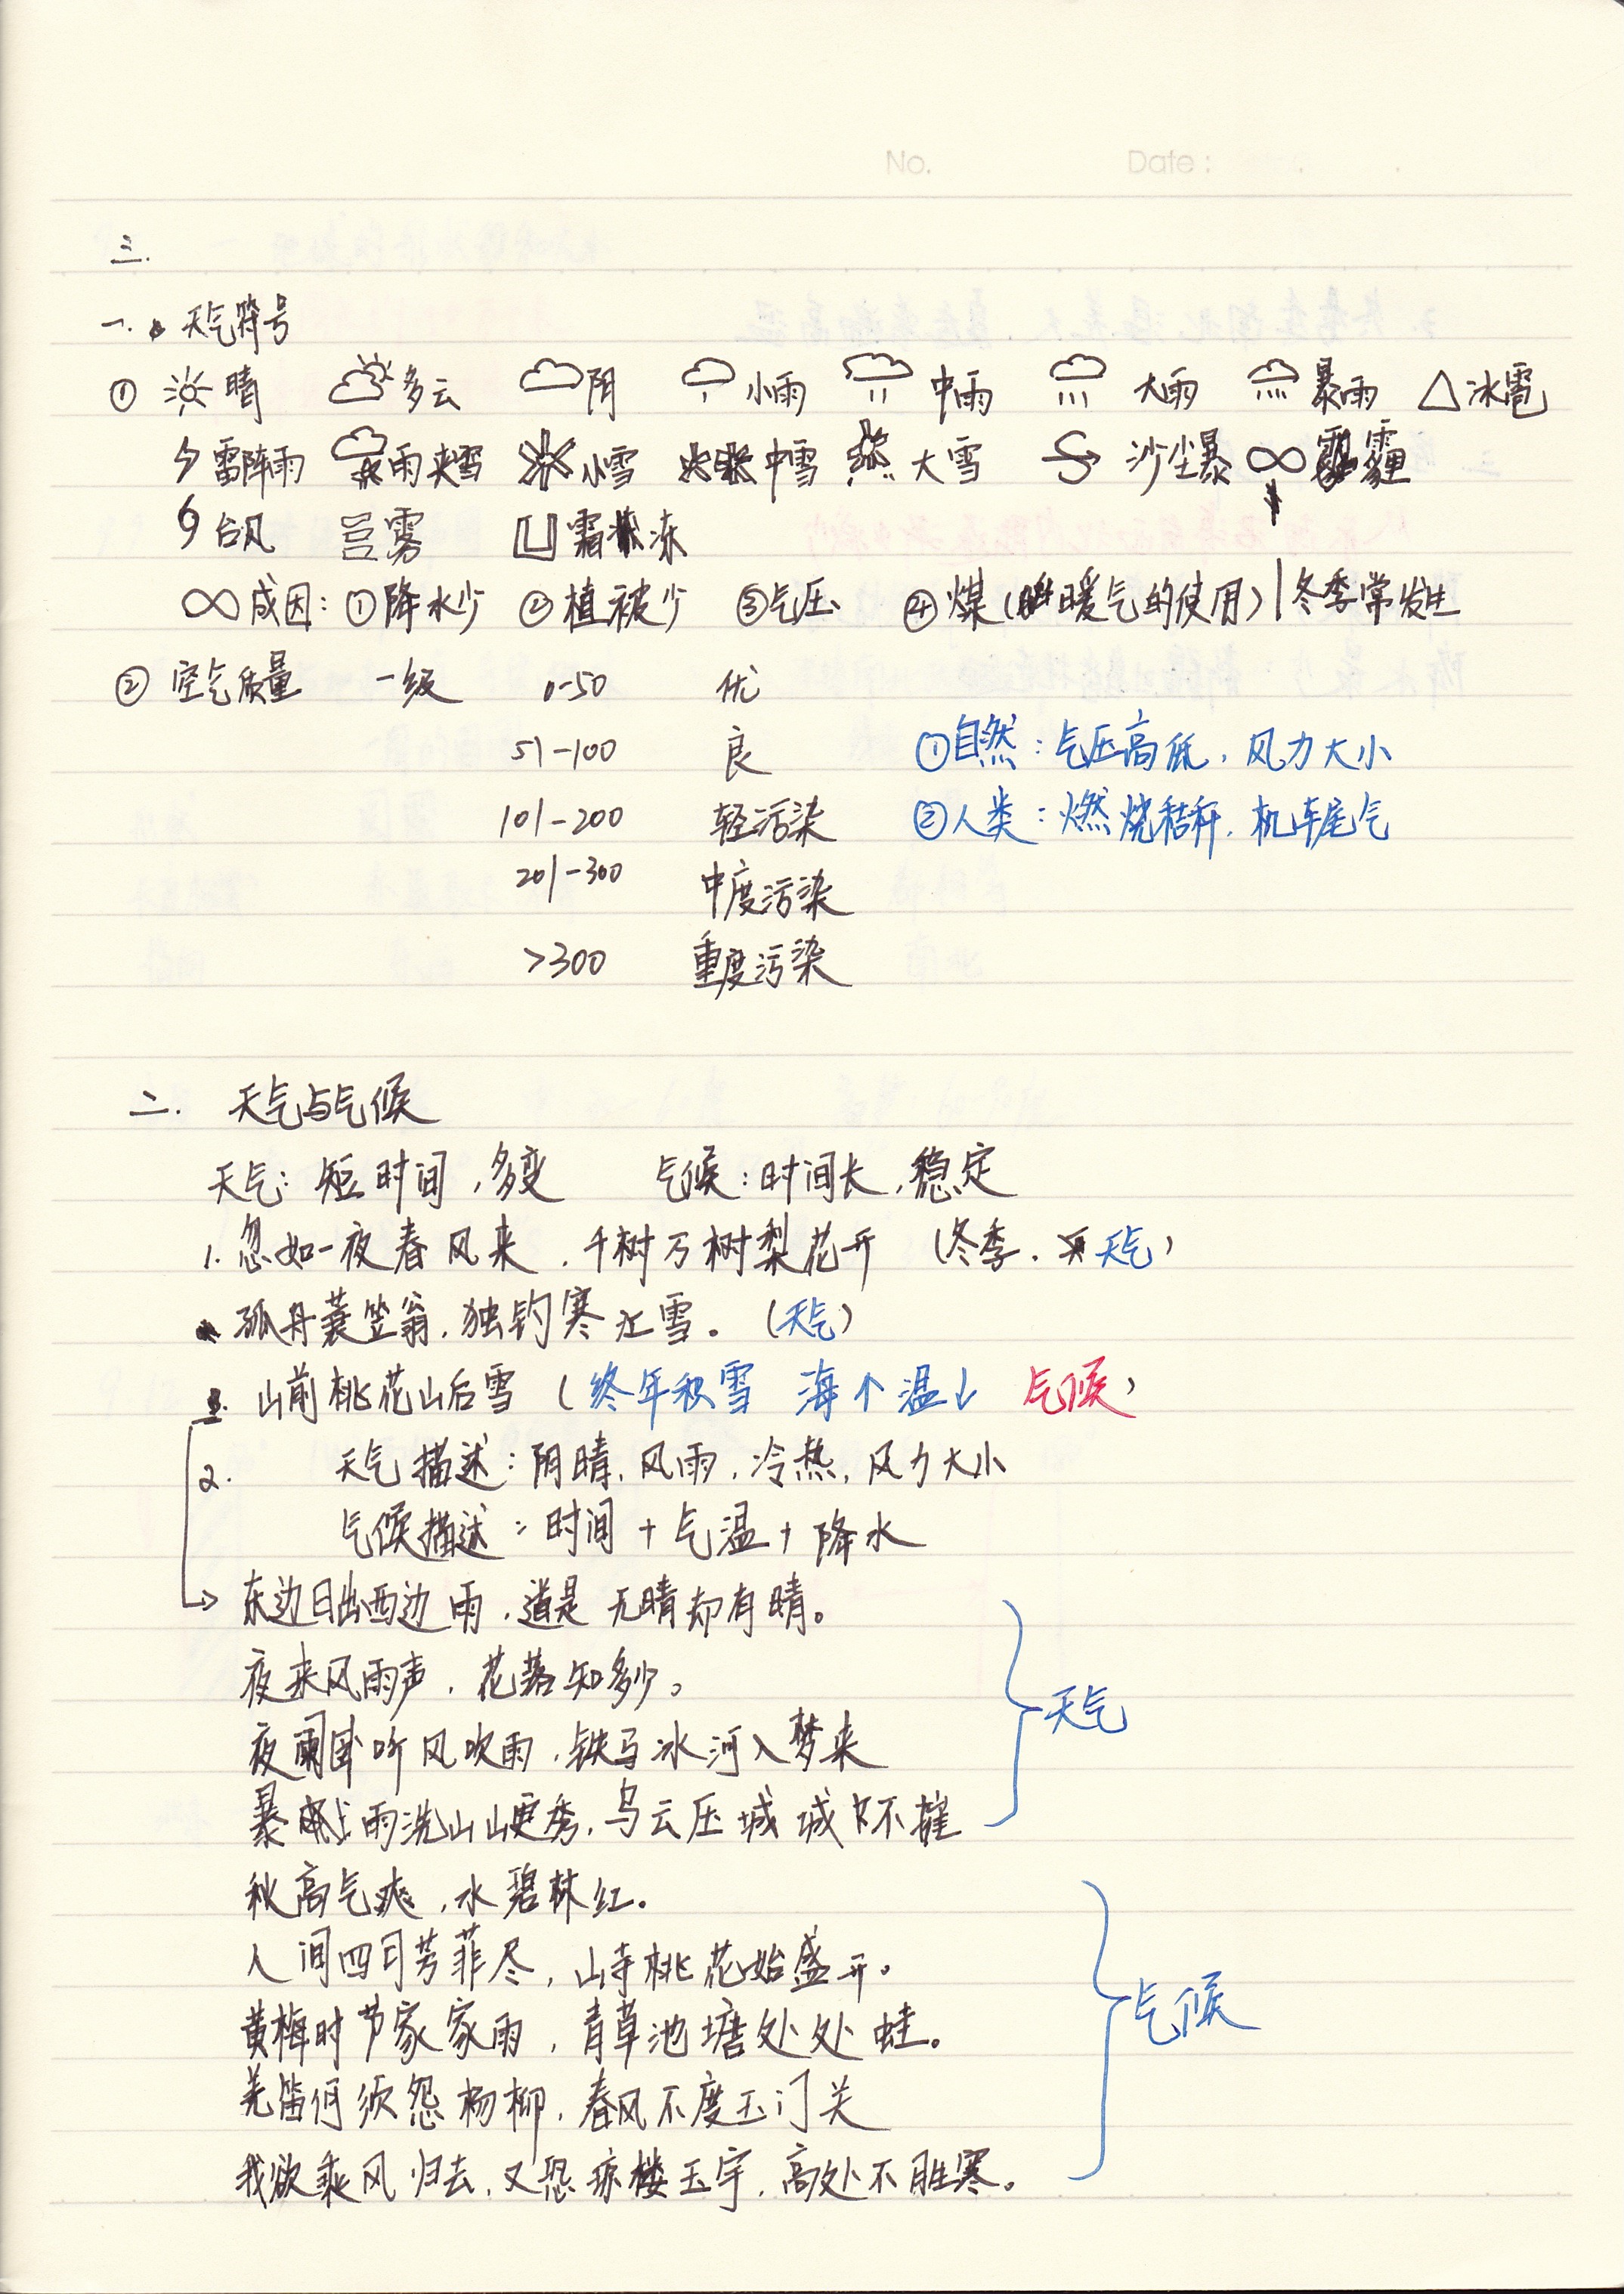 No. Date:
三.
一. 天气符号
① 晴 多云 阴 小雨 中雨 大雨 暴雨 △冰雹
雷阵雨 雨夹雪 小雪 中雪 大雪 沙尘暴 ∞ 霾
台风 雾 霜冻
∞成因: ①降水少 ②植被少 ③气压 ④煤(暖气的使用) | 冬季常发生
② 空气质量 一级 0-50 优
51-100 良 ①自然:气压高低,风力大小
101-200 轻污染 ②人类:燃烧秸秆,机车尾气
201-300 中度污染
>300 重度污染
二. 天气与气候
天气: 短时间,多变 气候:时间长,稳定
1. 忽如一夜春风来,千树万树梨花开 (冬季. 天气)
孤舟蓑笠翁,独钓寒江雪。(天气)
山前桃花山后雪 (终年积雪 海↑温↓ 气候)
2. 天气描述:阴晴,风雨,冷热,风力大小
气候描述:时间+气温+降水
→ 东边日出西边雨,道是无晴却有晴。
夜来风雨声,花落知多少。
夜阑卧听风吹雨,铁马冰河入梦来 天气
暴雨洗山山更秀,乌云压城城不摧
秋高气爽,水碧林红。
人间四月芳菲尽,山寺桃花始盛开。
黄梅时节家家雨,青草池塘处处蛙。 气候
羌笛何须怨杨柳,春风不度玉门关
我欲乘风归去,又恐琼楼玉宇,高处不胜寒。